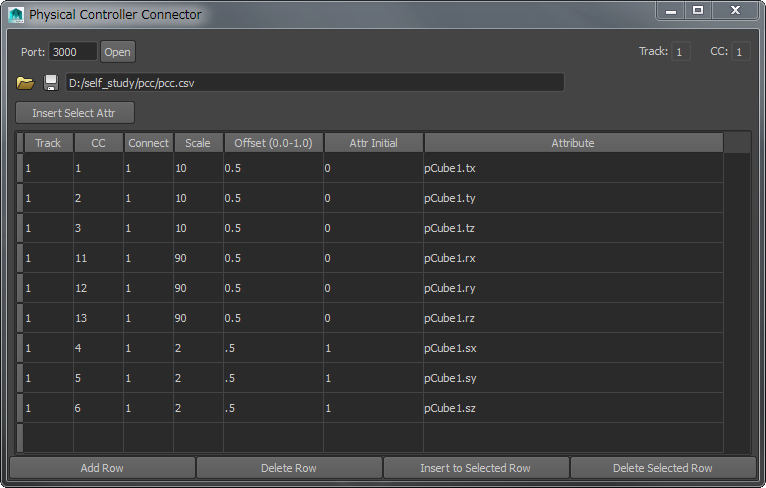 Physical Controller Connector
Port: 3000 Open Track: 1 CC: 1
D:/self_study/pcc/pcc.csv
Insert Select Attr
Track CC Connect Scale Offset (0.0-1.0) Attr Initial Attribute
1 1 1 10 0.5 0 pCube1.tx
1 2 1 10 0.5 0 pCube1.ty
1 3 1 10 0.5 0 pCube1.tz
1 11 1 90 0.5 0 pCube1.rx
1 12 1 90 0.5 0 pCube1.ry
1 13 1 90 0.5 0 pCube1.rz
1 4 1 2 .5 1 pCube1.sx
1 5 1 2 .5 1 pCube1.sy
1 6 1 2 .5 1 pCube1.sz
Add Row Delete Row Insert to Selected Row Delete Selected Row